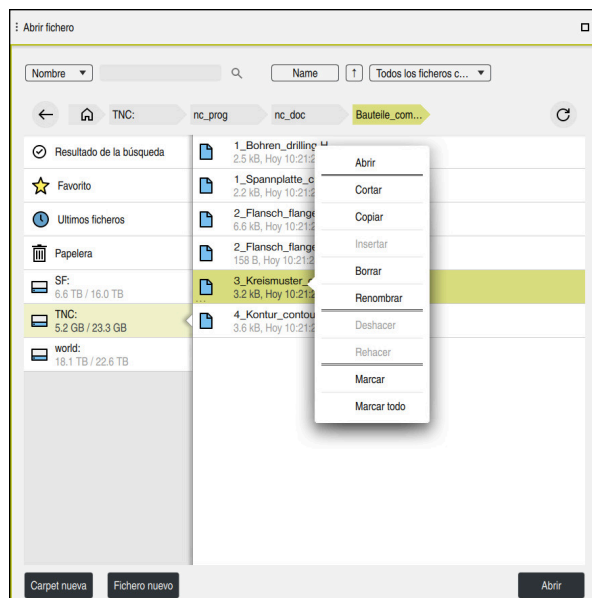 Abrir fichero
Nombre
Name
Todos los ficheros c...
TNC:
nc_prog
nc_doc
Bauteile_com...
Resultado de la búsqueda
Favorito
Ultimos ficheros
Papelera
SF:
6.6 TB / 16.0 TB
TNC:
5.2 GB / 23.3 GB
world:
18.1 TB / 22.6 TB
1_Bohren_drilling.H
2.5 kB, Hoy 10:21:2
1_Spannplatte_c
2.2 kB, Hoy 10:21:2
2_Flansch_flange
6.6 kB, Hoy 10:21:2
2_Flansch_flange
158 B, Hoy 10:21:2
3_Kreismuster_c
3.2 kB, Hoy 10:21:2
...
4_Kontur_contou
3.6 kB, Hoy 10:21:2
Abrir
Cortar
Copiar
Insertar
Borrar
Renombrar
Deshacer
Rehacer
Marcar
Marcar todo
Carpet nueva
Fichero nuevo
Abrir